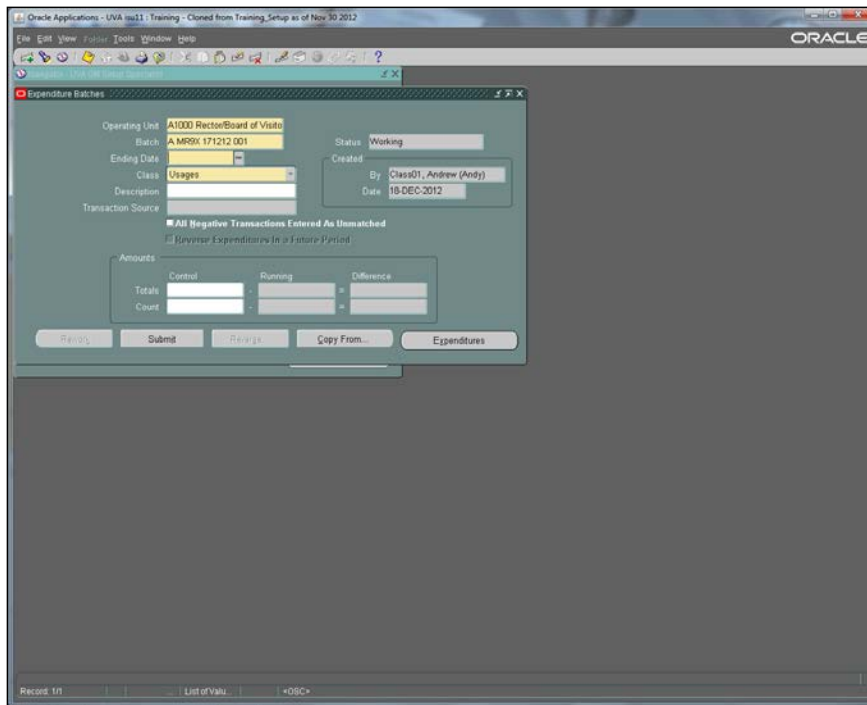 Oracle Applications - UVA isu11 : Training - Cloned from Training_Setup as of Nov 30 2012
File Edit View Folder Tools Window Help
ORACLE
Expenditure Batches
Operating Unit A1000 Rector/Board of Visito
Batch A MR9X 171212 001 Status Working
Ending Date Created
Class Usages By Class01, Andrew (Andy)
Description Date 18-DEC-2012
Transaction Source
All Negative Transactions Entered As Unmatched
Reverse Expenditures In a Future Period
Amounts
Control Running Difference
Totals - =
Count - =
Submit Copy From... Expenditures
Record: 1/1 ... List of Valu... <OSC>